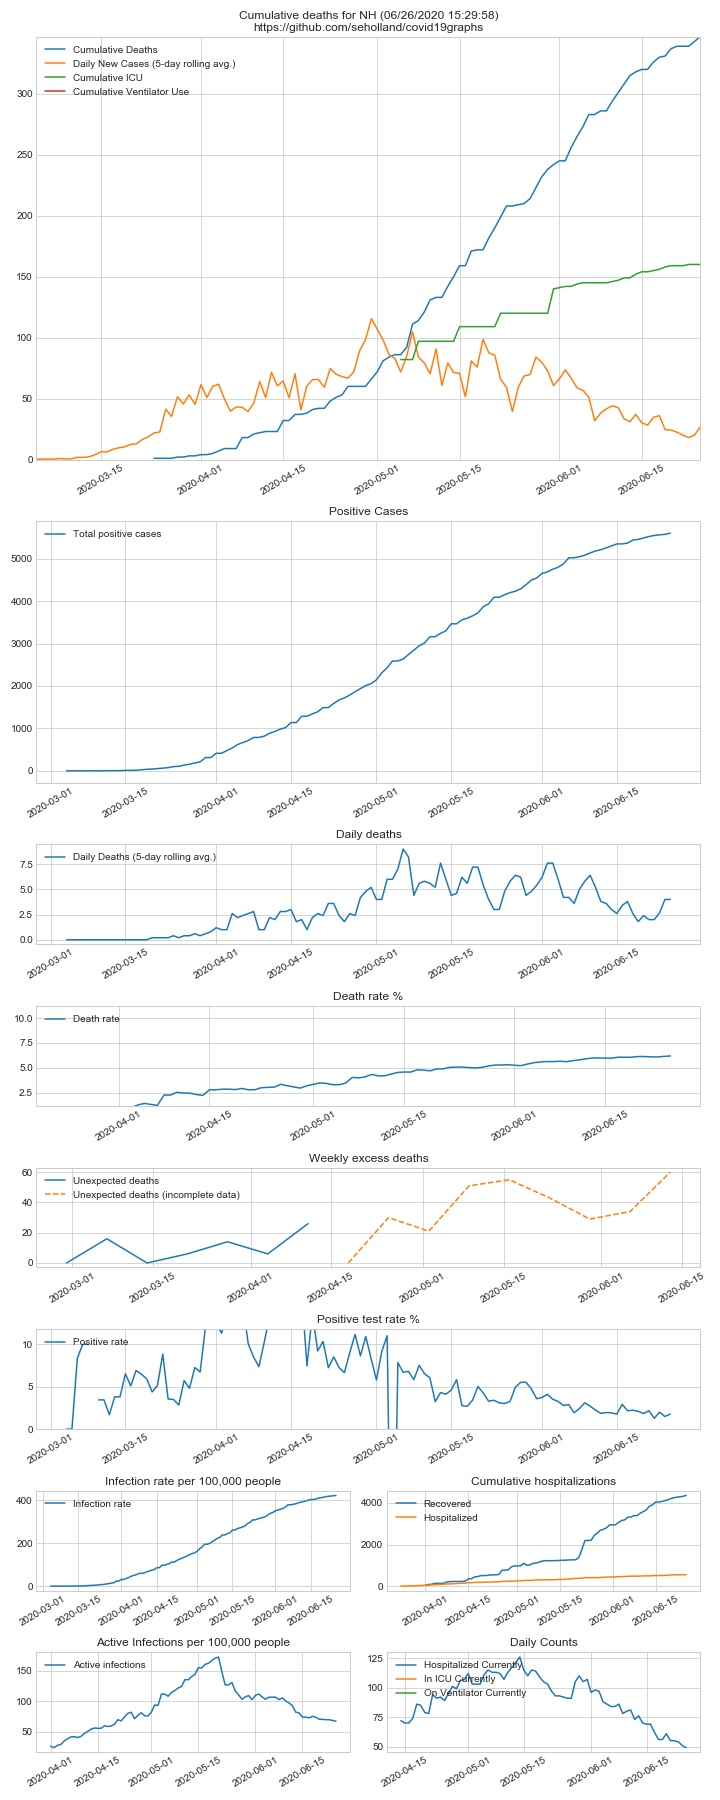 Cumulative deaths for NH (06/26/2020 15:29:58)
https://github.com/seholland/covid19graphs
Cumulative Deaths
Daily New Cases (5-day rolling avg.)
Cumulative ICU
Cumulative Ventilator Use
300
250
200
150
100
50
0
2020-03-15 2020-04-01 2020-04-15 2020-05-01 2020-05-15 2020-06-01 2020-06-15
Positive Cases
Total positive cases
5000
4000
3000
2000
1000
0
2020-03-01 2020-03-15 2020-04-01 2020-04-15 2020-05-01 2020-05-15 2020-06-01 2020-06-15
Daily deaths
Daily Deaths (5-day rolling avg.)
7.5
5.0
2.5
0.0
2020-03-01 2020-03-15 2020-04-01 2020-04-15 2020-05-01 2020-05-15 2020-06-01 2020-06-15
Death rate %
Death rate
10.0
7.5
5.0
2.5
2020-04-01 2020-04-15 2020-05-01 2020-05-15 2020-06-01 2020-06-15
Weekly excess deaths
Unexpected deaths
Unexpected deaths (incomplete data)
60
40
20
0
2020-03-01 2020-03-15 2020-04-01 2020-04-15 2020-05-01 2020-05-15 2020-06-01 2020-06-15
Positive test rate %
Positive rate
10
5
0
2020-03-01 2020-03-15 2020-04-01 2020-04-15 2020-05-01 2020-05-15 2020-06-01 2020-06-15
Infection rate per 100,000 people
Infection rate
400
200
0
2020-03-01 2020-03-15 2020-04-01 2020-04-15 2020-05-01 2020-05-15 2020-06-01 2020-06-15
Cumulative hospitalizations
Recovered
Hospitalized
4000
2000
0
2020-04-01 2020-04-15 2020-05-01 2020-05-15 2020-06-01 2020-06-15
Active Infections per 100,000 people
Active infections
150
100
50
2020-04-01 2020-04-15 2020-05-01 2020-05-15 2020-06-01 2020-06-15
Daily Counts
Hospitalized Currently
In ICU Currently
On Ventilator Currently
125
100
75
50
2020-04-15 2020-05-01 2020-05-15 2020-06-01 2020-06-15